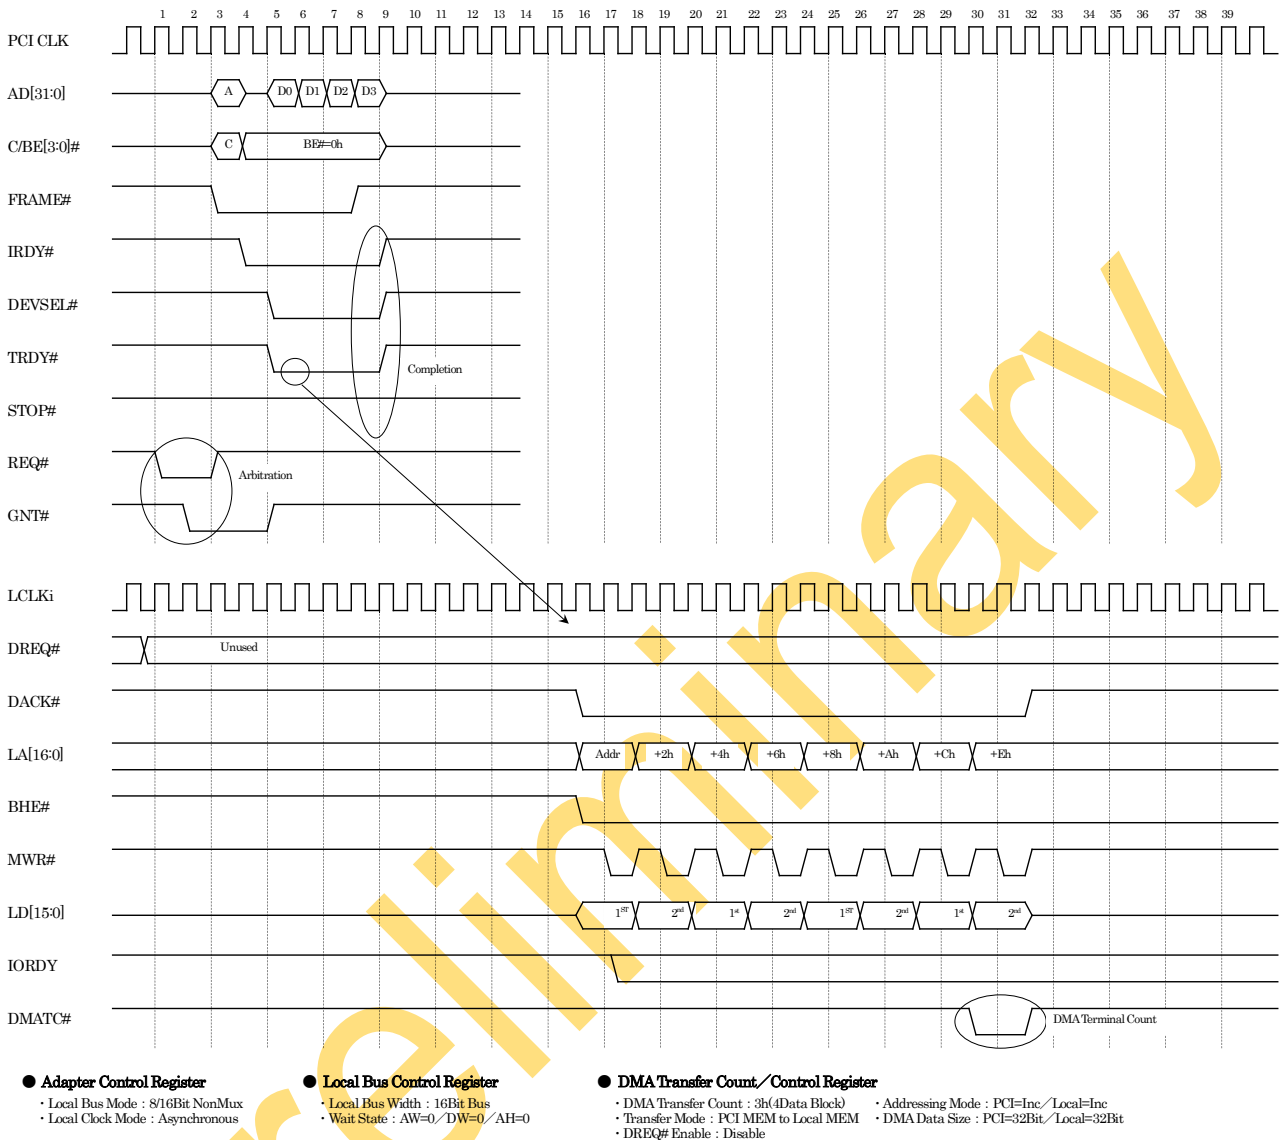 1 2 3 4 5 6 7 8 9 10 11 12 13 14 15 16 17 18 19 20 21 22 23 24 25 26 27 28 29 30 31 32 33 34 35 36 37 38 39
PCI CLK
AD[31:0] A D0 D1 D2 D3
C/BE[3:0]# C BE#=0h
FRAME#
IRDY#
DEVSEL#
TRDY# Completion
STOP#
REQ# Arbitration
GNT#
LCLKi
DREQ# Unused
DACK#
LA[16:0] Addr +2h +4h +6h +8h +Ah +Ch +Eh
BHE#
MWR#
LD[15:0] 1ST 2nd 1st 2nd 1ST 2nd 1st 2nd
IORDY
DMATC# DMA Terminal Count
● Adapter Control Register
・Local Bus Mode：8/16Bit NonMux
・Local Clock Mode：Asynchronous
● Local Bus Control Register
・Local Bus Width：16Bit Bus
・Wait State：AW=0／DW=0／AH=0
● DMA Transfer Count／Control Register
・DMA Transfer Count：3h(4Data Block)
・Transfer Mode：PCI MEM to Local MEM
・DREQ# Enable：Disable
・Addressing Mode：PCI=Inc／Local=Inc
・DMA Data Size：PCI=32Bit／Local=32Bit
reliminary